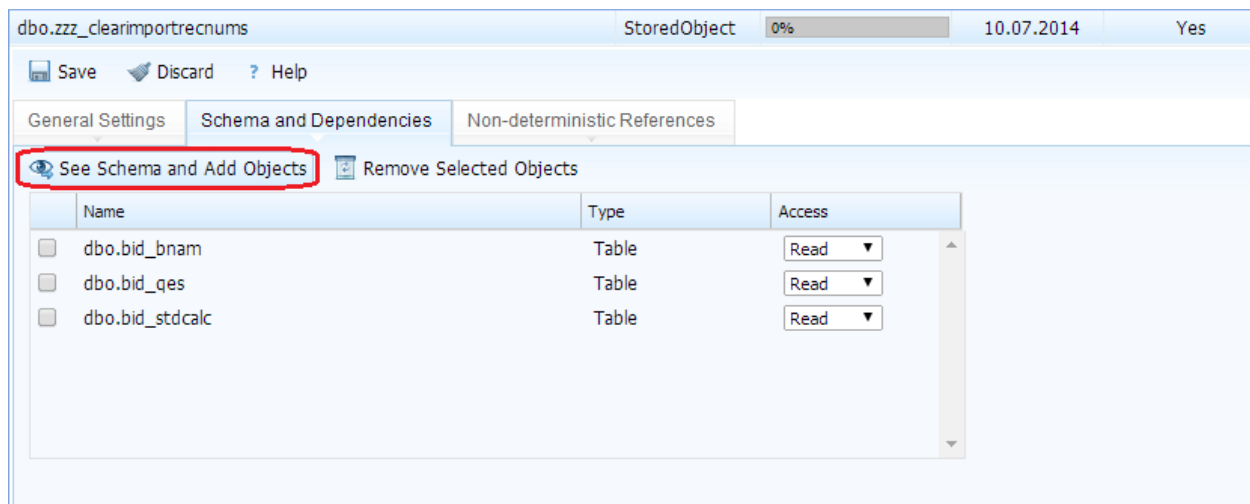 dbo.zzz_clearimportrecnums StoredObject 0% 10.07.2014 Yes
Save Discard ? Help
General Settings Schema and Dependencies Non-deterministic References
See Schema and Add Objects Remove Selected Objects
Name Type Access
dbo.bid_bnam Table Read
dbo.bid_qes Table Read
dbo.bid_stdcalc Table Read